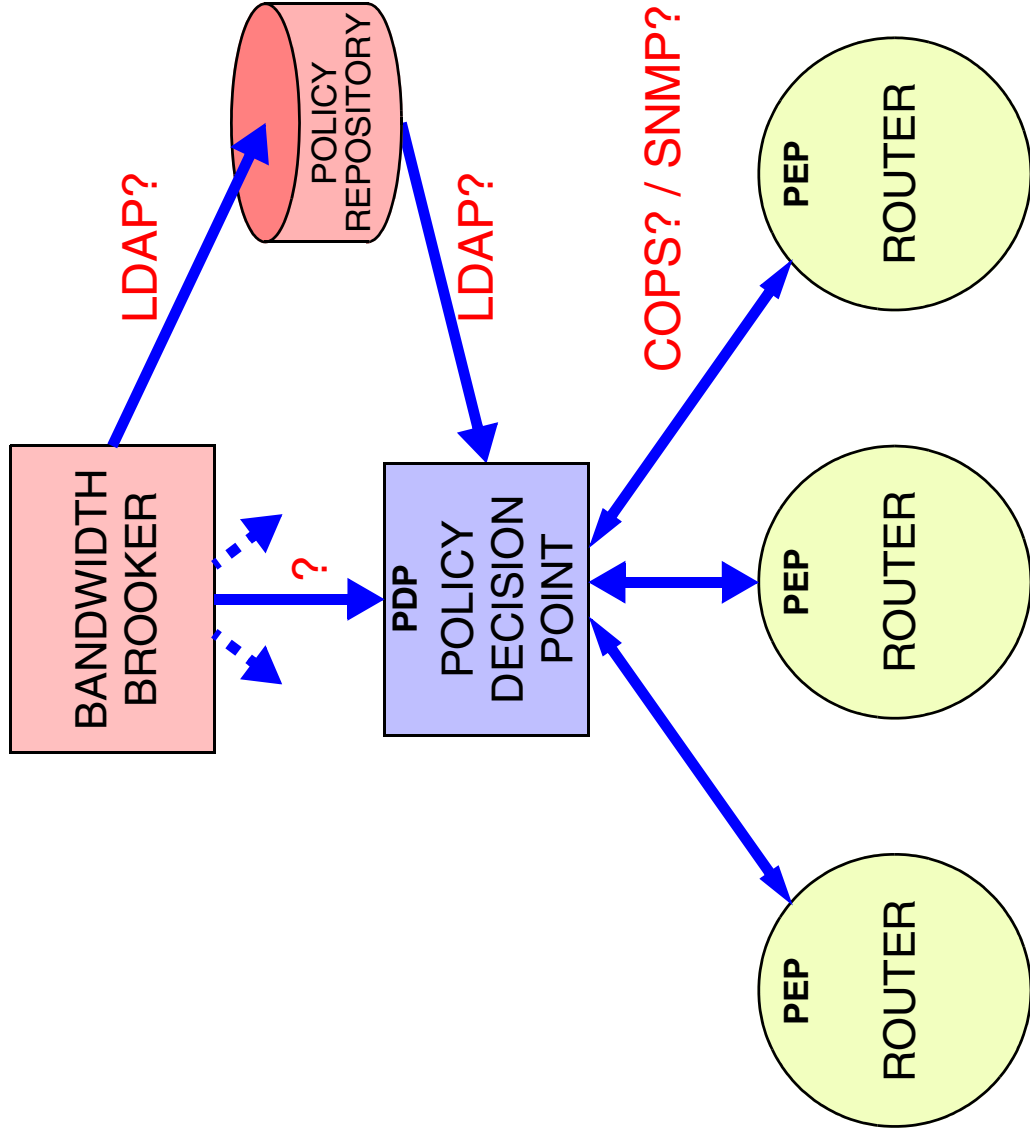 BANDWIDTH
BROOKER
LDAP?
POLICY
REPOSITORY
?
LDAP?
PDP
POLICY
DECISION
POINT
COPS? / SNMP?
PEP
ROUTER
PEP
ROUTER
PEP
ROUTER